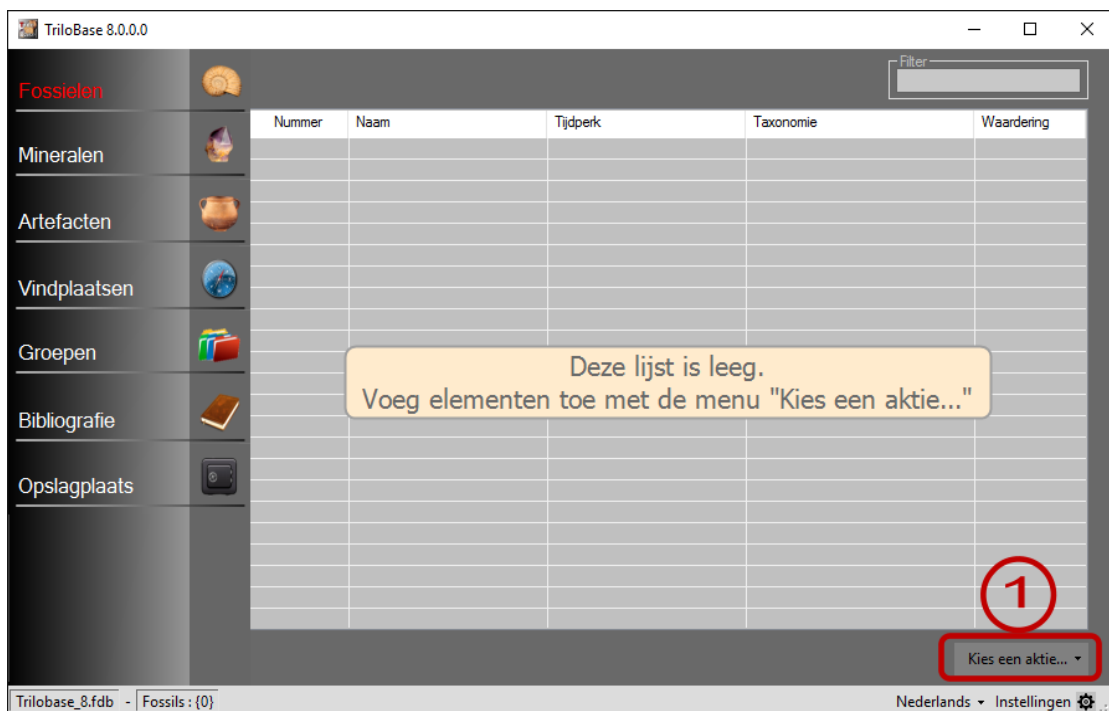 TriloBase 8.0.0.0
Filter
Fossielen
Mineralen
Artefacten
Vindplaatsen
Groepen
Bibliografie
Opslagplaats
Nummer Naam Tijdperk Taxonomie Waardering
Deze lijst is leeg.
Voeg elementen toe met de menu "Kies een aktie..."
1
Kies een aktie...
Trilobase_8.fdb - Fossils : {0} Nederlands Instellingen